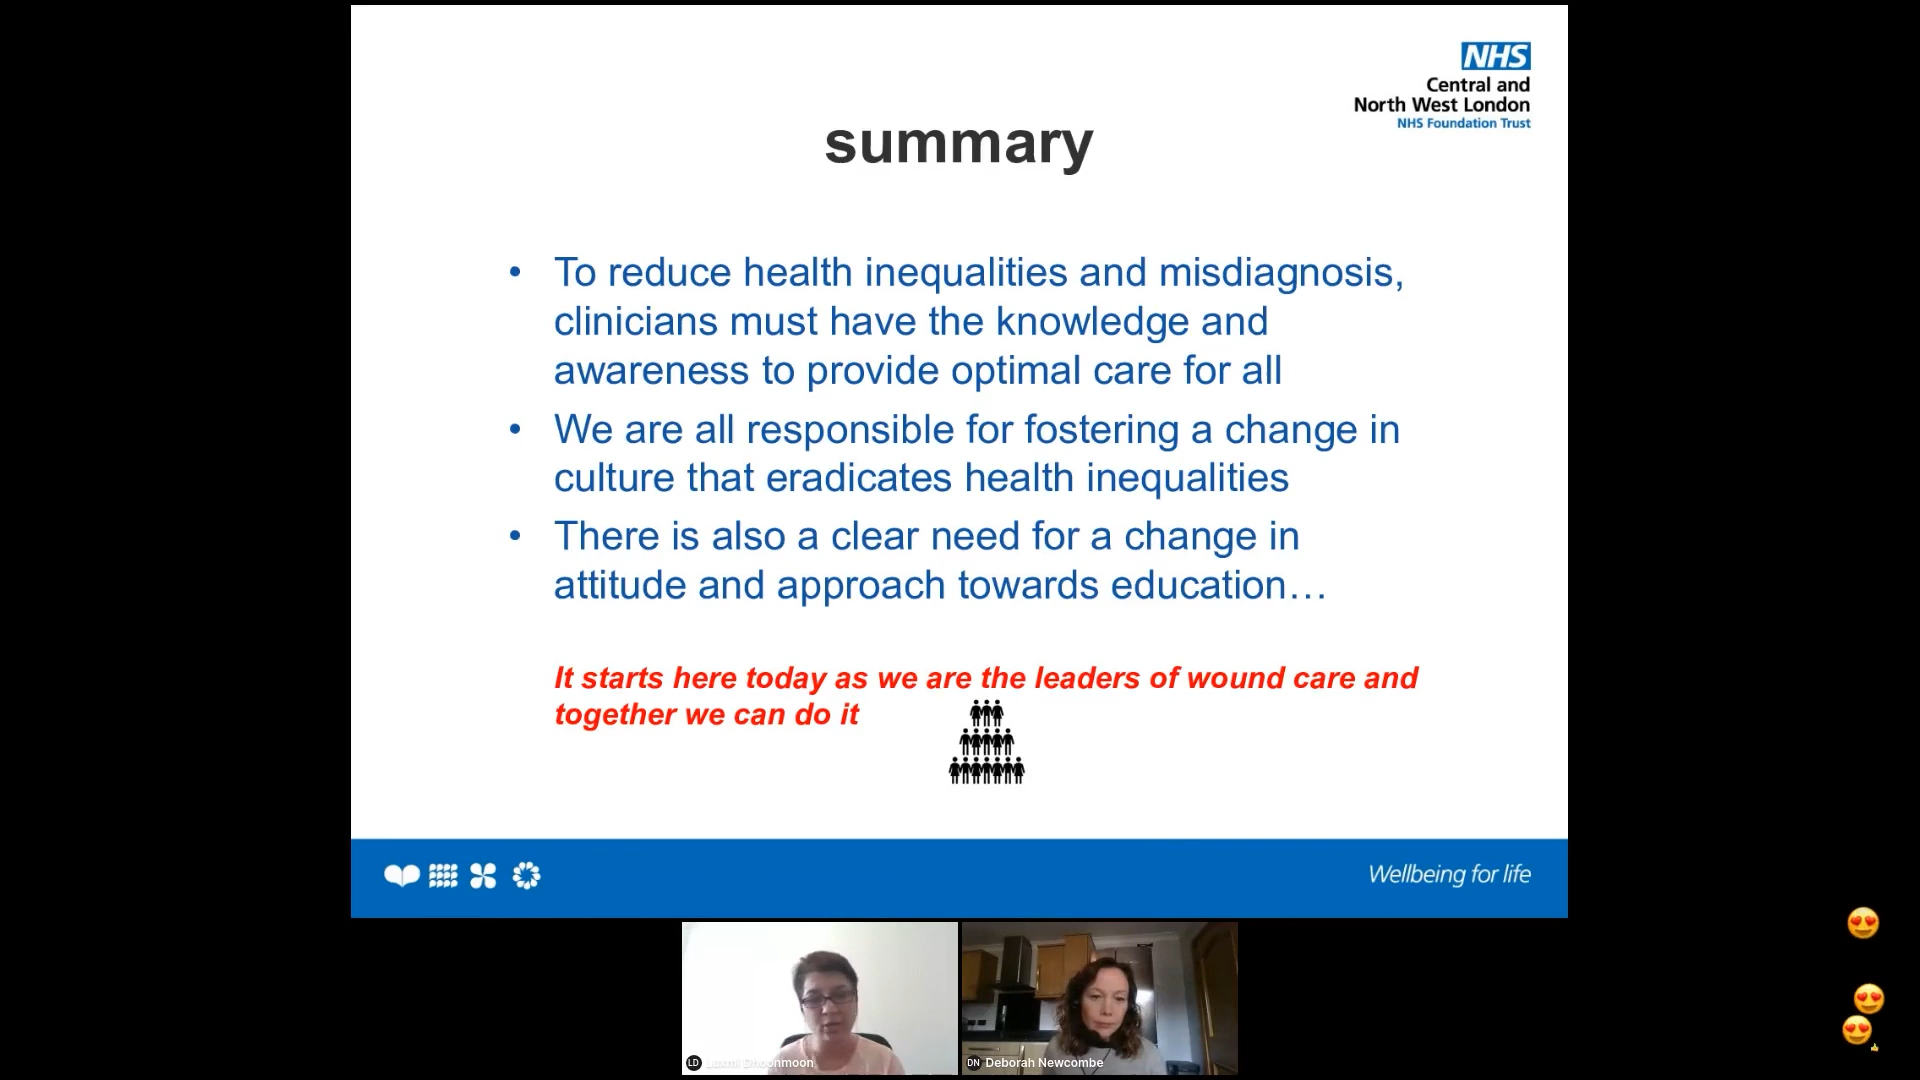 NHS
Central and
North West London
NHS Foundation Trust
summary
• To reduce health inequalities and misdiagnosis,
clinicians must have the knowledge and
awareness to provide optimal care for all
• We are all responsible for fostering a change in
culture that eradicates health inequalities
• There is also a clear need for a change in
attitude and approach towards education…
It starts here today as we are the leaders of wound care and
together we can do it
Wellbeing for life
LD Luxmi Dhoonmoon
DN Deborah Newcombe